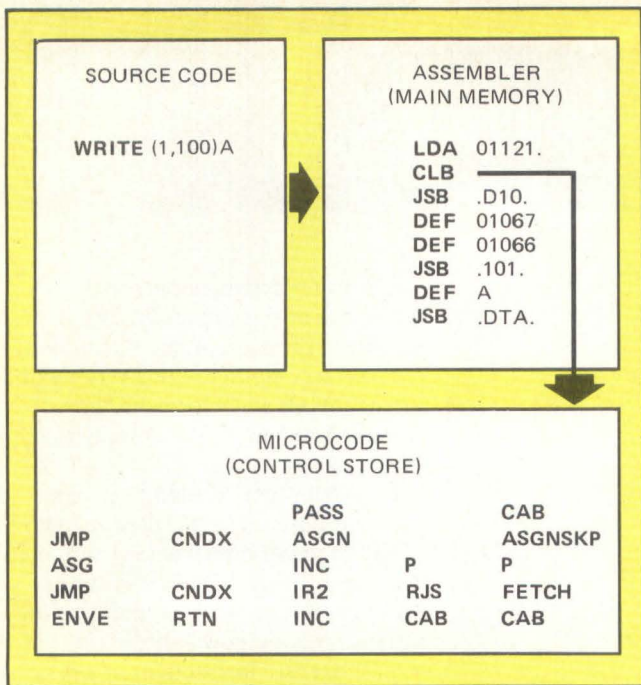 SOURCE CODE
WRITE (1,100)A
ASSEMBLER
(MAIN MEMORY)
LDA 01121.
CLB
JSB .D10.
DEF 01067
DEF 01066
JSB .101.
DEF A
JSB .DTA.
MICROCODE
(CONTROL STORE)
PASS CAB
JMP CNDX ASGN ASGNSKP
ASG INC P P
JMP CNDX IR2 RJS FETCH
ENVE RTN INC CAB CAB